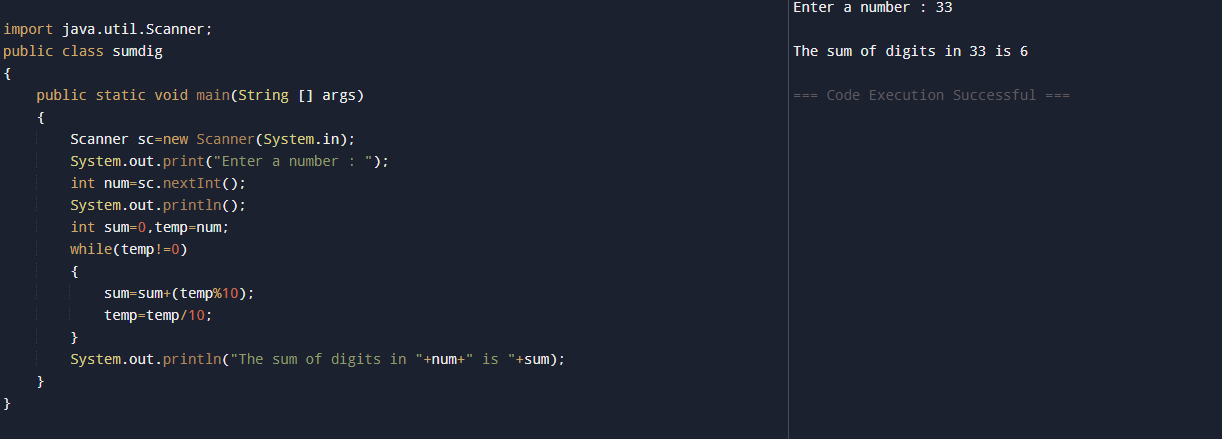 import java.util.Scanner;
public class sumdig
{
    public static void main(String [] args)
    {
        Scanner sc=new Scanner(System.in);
        System.out.print("Enter a number : ");
        int num=sc.nextInt();
        System.out.println();
        int sum=0,temp=num;
        while(temp!=0)
        {
            sum=sum+(temp%10);
            temp=temp/10;
        }
        System.out.println("The sum of digits in "+num+" is "+sum);
    }
}
Enter a number : 33
The sum of digits in 33 is 6
=== Code Execution Successful ===